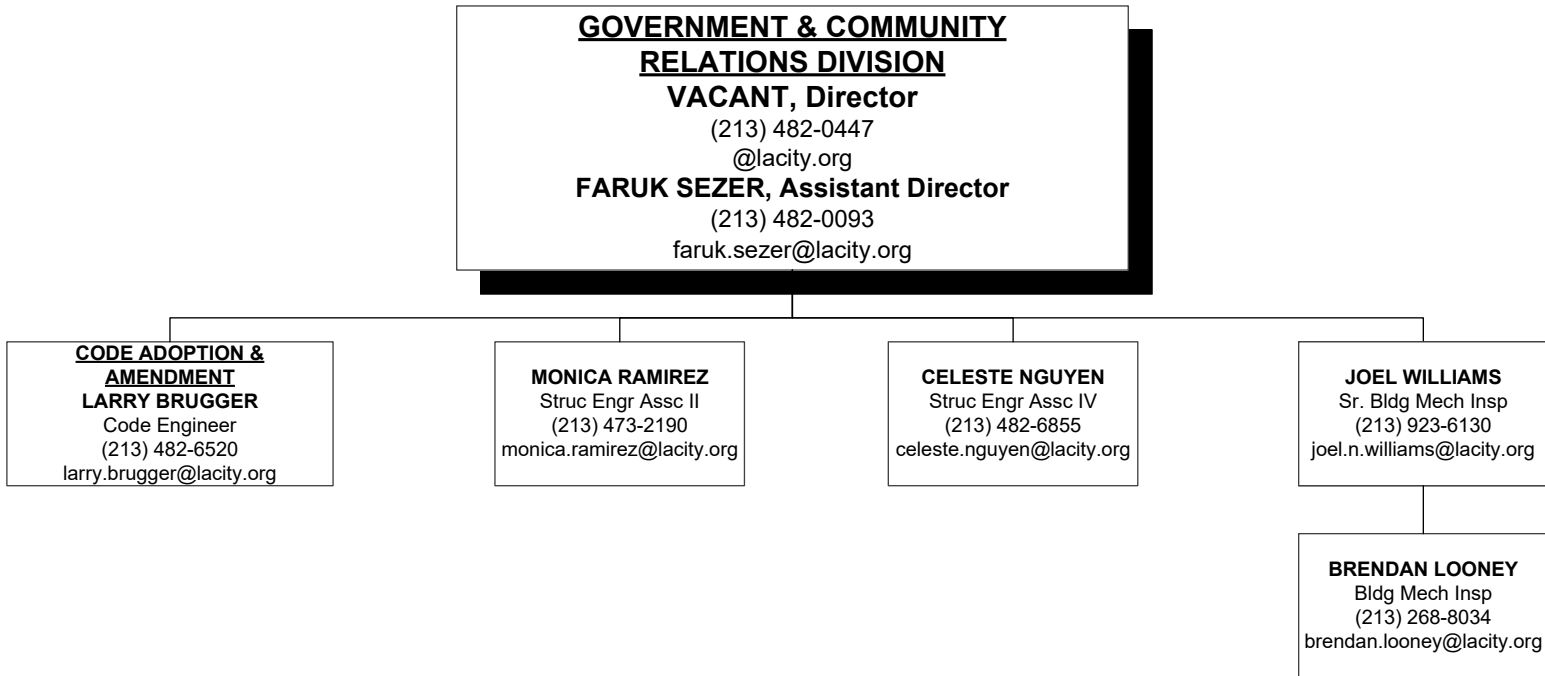 GOVERNMENT & COMMUNITY
RELATIONS DIVISION
VACANT, Director
(213) 482-0447
@lacity.org
FARUK SEZER, Assistant Director
(213) 482-0093
faruk.sezer@lacity.org
CODE ADOPTION &
AMENDMENT
LARRY BRUGGER
Code Engineer
(213) 482-6520
larry.brugger@lacity.org
MONICA RAMIREZ
Struc Engr Assc II
(213) 473-2190
monica.ramirez@lacity.org
CELESTE NGUYEN
Struc Engr Assc IV
(213) 482-6855
celeste.nguyen@lacity.org
JOEL WILLIAMS
Sr. Bldg Mech Insp
(213) 923-6130
joel.n.williams@lacity.org
BRENDAN LOONEY
Bldg Mech Insp
(213) 268-8034
brendan.looney@lacity.org